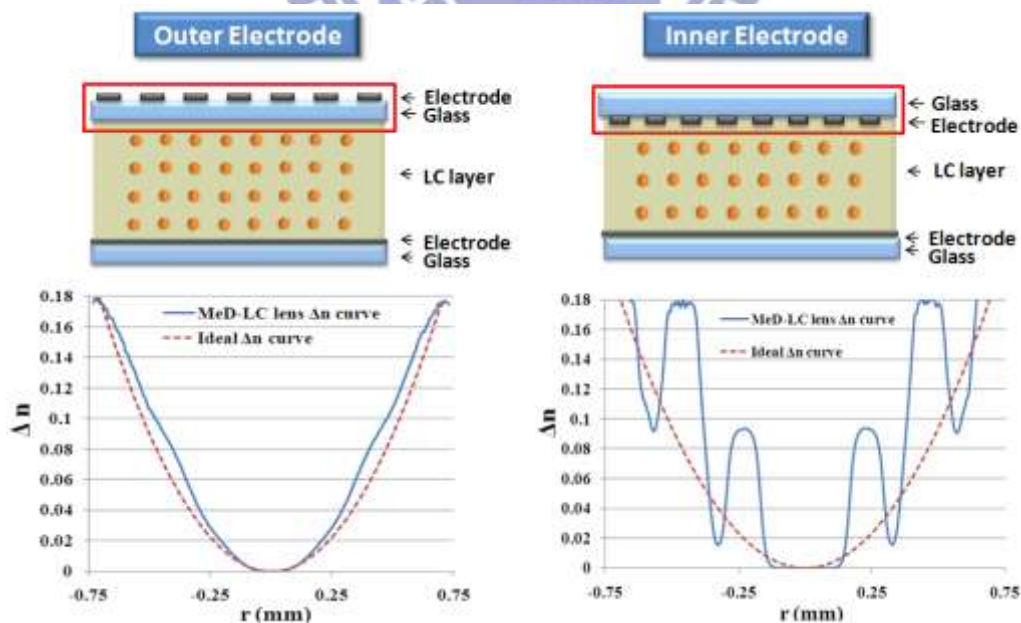 Outer Electrode
Electrode
Glass
LC layer
Electrode
Glass
Inner Electrode
Glass
Electrode
LC layer
Electrode
Glass
0.18
0.16
0.14
0.12
0.1
0.08
0.06
0.04
0.02
0
Δ n
MeD-LC lens Δn curve
Ideal Δn curve
-0.75
-0.25
0.25
0.75
r (mm)
0.18
0.16
0.14
0.12
0.1
0.08
0.06
0.04
0.02
0
Δn
MeD-LC lens Δn curve
Ideal Δn curve
-0.75
-0.25
0.25
0.75
r (mm)